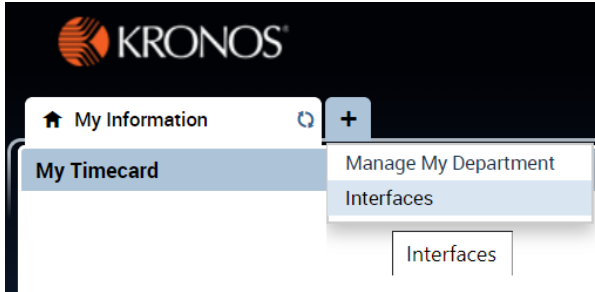 KRONOS
My Information
+
My Timecard
Manage My Department
Interfaces
Interfaces